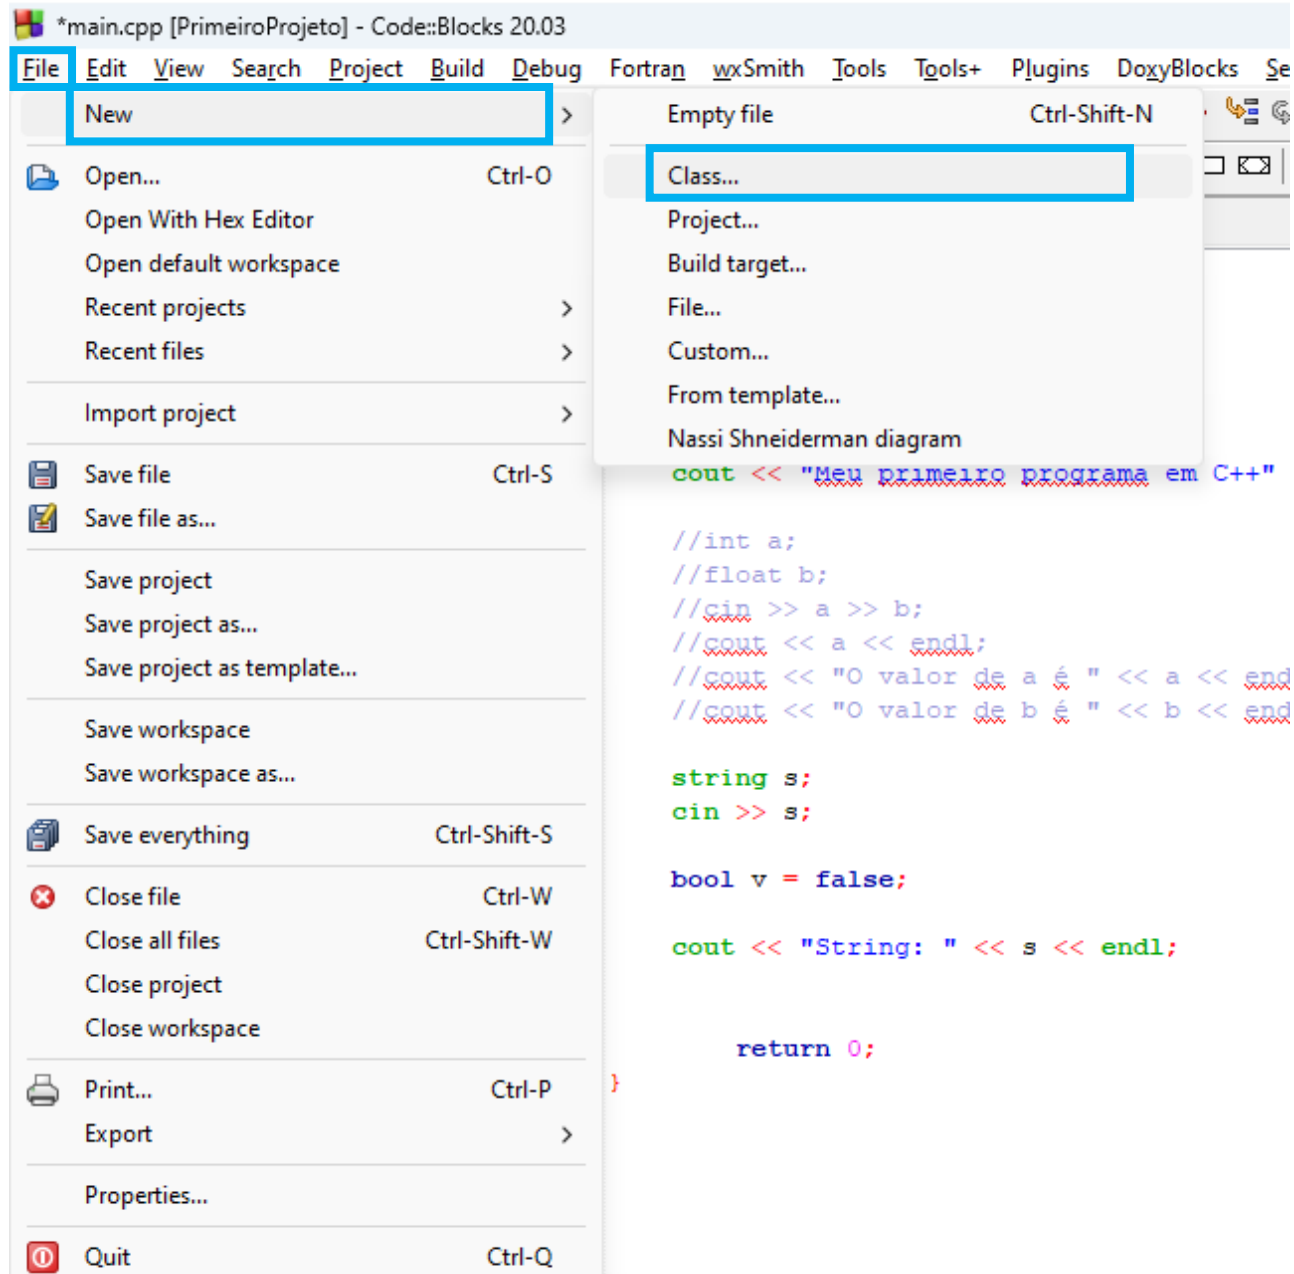 *main.cpp [PrimeiroProjeto] - Code::Blocks 20.03
File Edit View Search Project Build Debug Fortran wxSmith Tools Tools+ Plugins DoxyBlocks Se
New
Open... Ctrl-O
Open With Hex Editor
Open default workspace
Recent projects
Recent files
Import project
Save file Ctrl-S
Save file as...
Save project
Save project as...
Save project as template...
Save workspace
Save workspace as...
Save everything Ctrl-Shift-S
Close file Ctrl-W
Close all files Ctrl-Shift-W
Close project
Close workspace
Print... Ctrl-P
Export
Properties...
Quit Ctrl-Q
Empty file Ctrl-Shift-N
Class...
Project...
Build target...
File...
Custom...
From template...
Nassi Shneiderman diagram
cout << "Meu primeiro programa em C++"
//int a;
//float b;
//cin >> a >> b;
//cout << a << endl;
//cout << "O valor de a é " << a << end
//cout << "O valor de b é " << b << end
string s;
cin >> s;
bool v = false;
cout << "String: " << s << endl;
return 0;
}